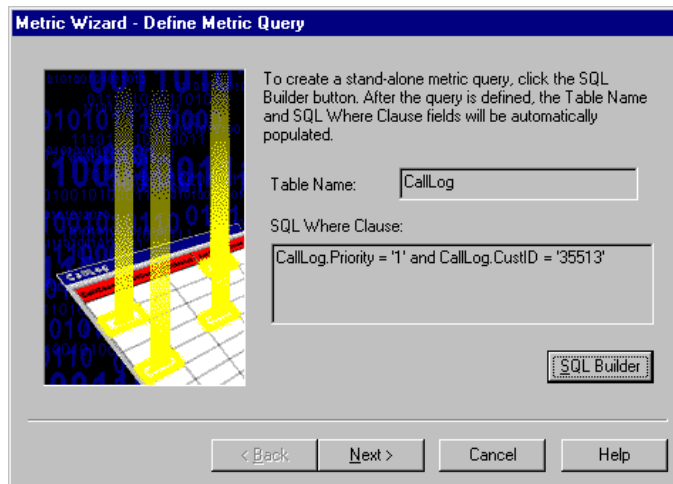 Metric Wizard - Define Metric Query
To create a stand-alone metric query, click the SQL
Builder button. After the query is defined, the Table Name
and SQL Where Clause fields will be automatically
populated.
Table Name:
CallLog
SQL Where Clause:
CallLog.Priority = '1' and CallLog.CustID = '35513'
CallLog
SQL Builder
< Back
Next >
Cancel
Help